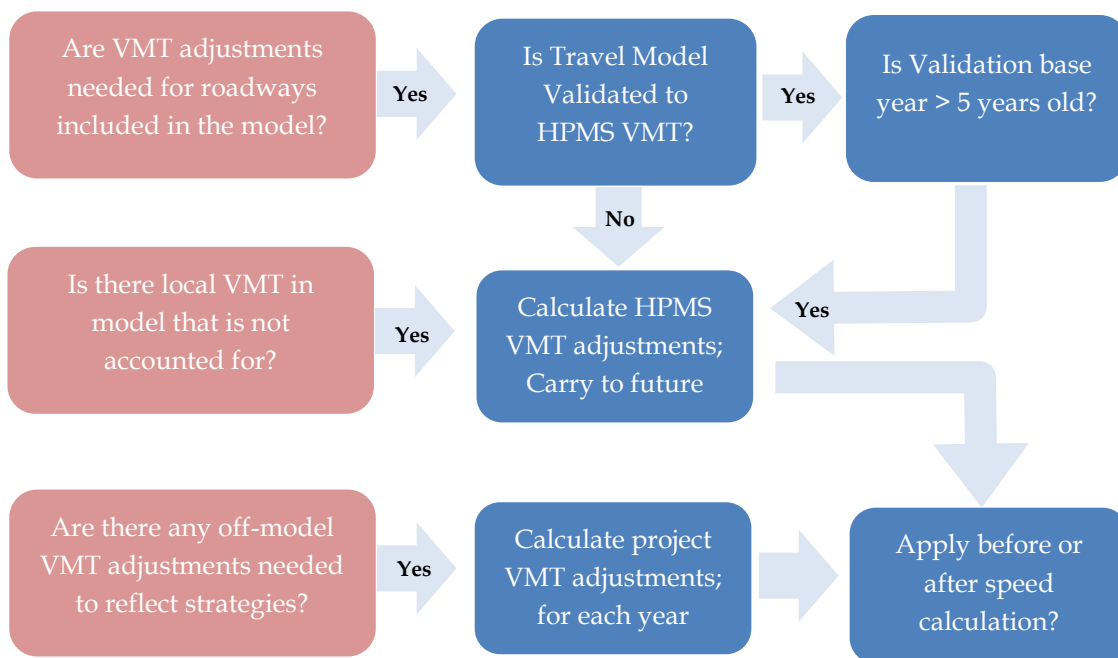 Are VMT adjustments
needed for roadways
included in the model?
Yes
Is Travel Model
Validated to
HPMS VMT?
Yes
Is Validation base
year > 5 years old?
No
Is there local VMT in
model that is not
accounted for?
Yes
Calculate HPMS
VMT adjustments;
Carry to future
Yes
Are there any off-model
VMT adjustments needed
to reflect strategies?
Yes
Calculate project
VMT adjustments;
for each year
Apply before or
after speed
calculation?